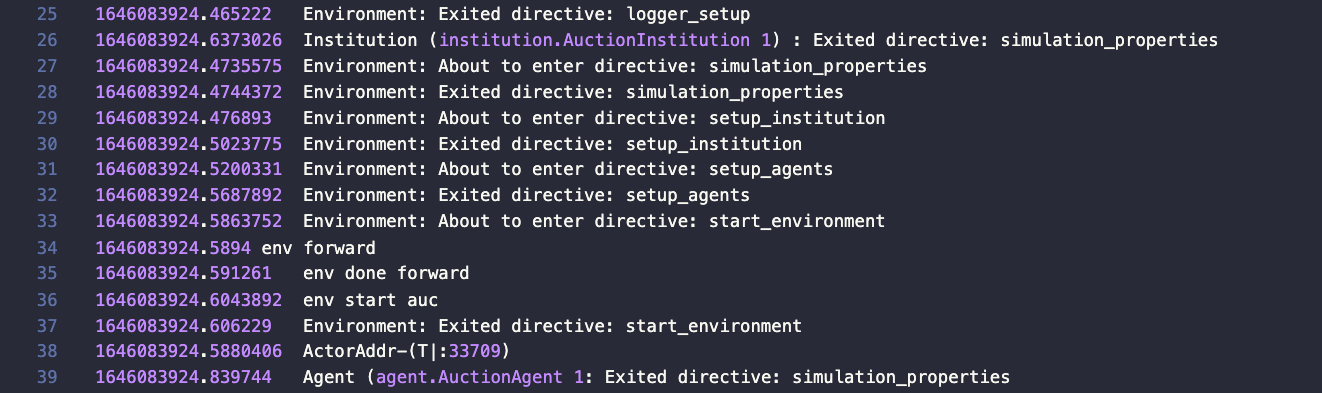 25 1646083924.465222 Environment: Exited directive: logger_setup
26 1646083924.6373026 Institution (institution.AuctionInstitution 1) : Exited directive: simulation_properties
27 1646083924.4735575 Environment: About to enter directive: simulation_properties
28 1646083924.4744372 Environment: Exited directive: simulation_properties
29 1646083924.476893 Environment: About to enter directive: setup_institution
30 1646083924.5023775 Environment: Exited directive: setup_institution
31 1646083924.5200331 Environment: About to enter directive: setup_agents
32 1646083924.5687892 Environment: Exited directive: setup_agents
33 1646083924.5863752 Environment: About to enter directive: start_environment
34 1646083924.5894 env forward
35 1646083924.591261 env done forward
36 1646083924.6043892 env start auc
37 1646083924.606229 Environment: Exited directive: start_environment
38 1646083924.5880406 ActorAddr-(T|:33709)
39 1646083924.839744 Agent (agent.AuctionAgent 1: Exited directive: simulation_properties